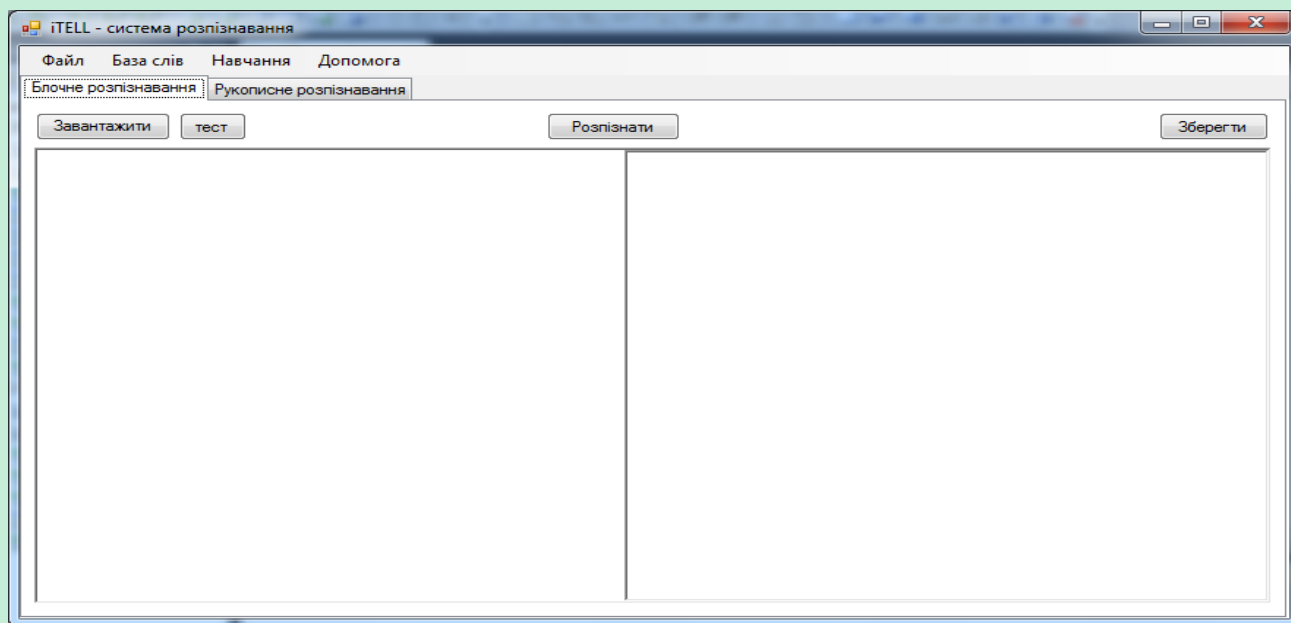 iTELL - система розпізнавання
Файл База слів Навчання Допомога
Блочне розпізнавання Рукописне розпізнавання
Завантажити тест Розпізнати Зберегти